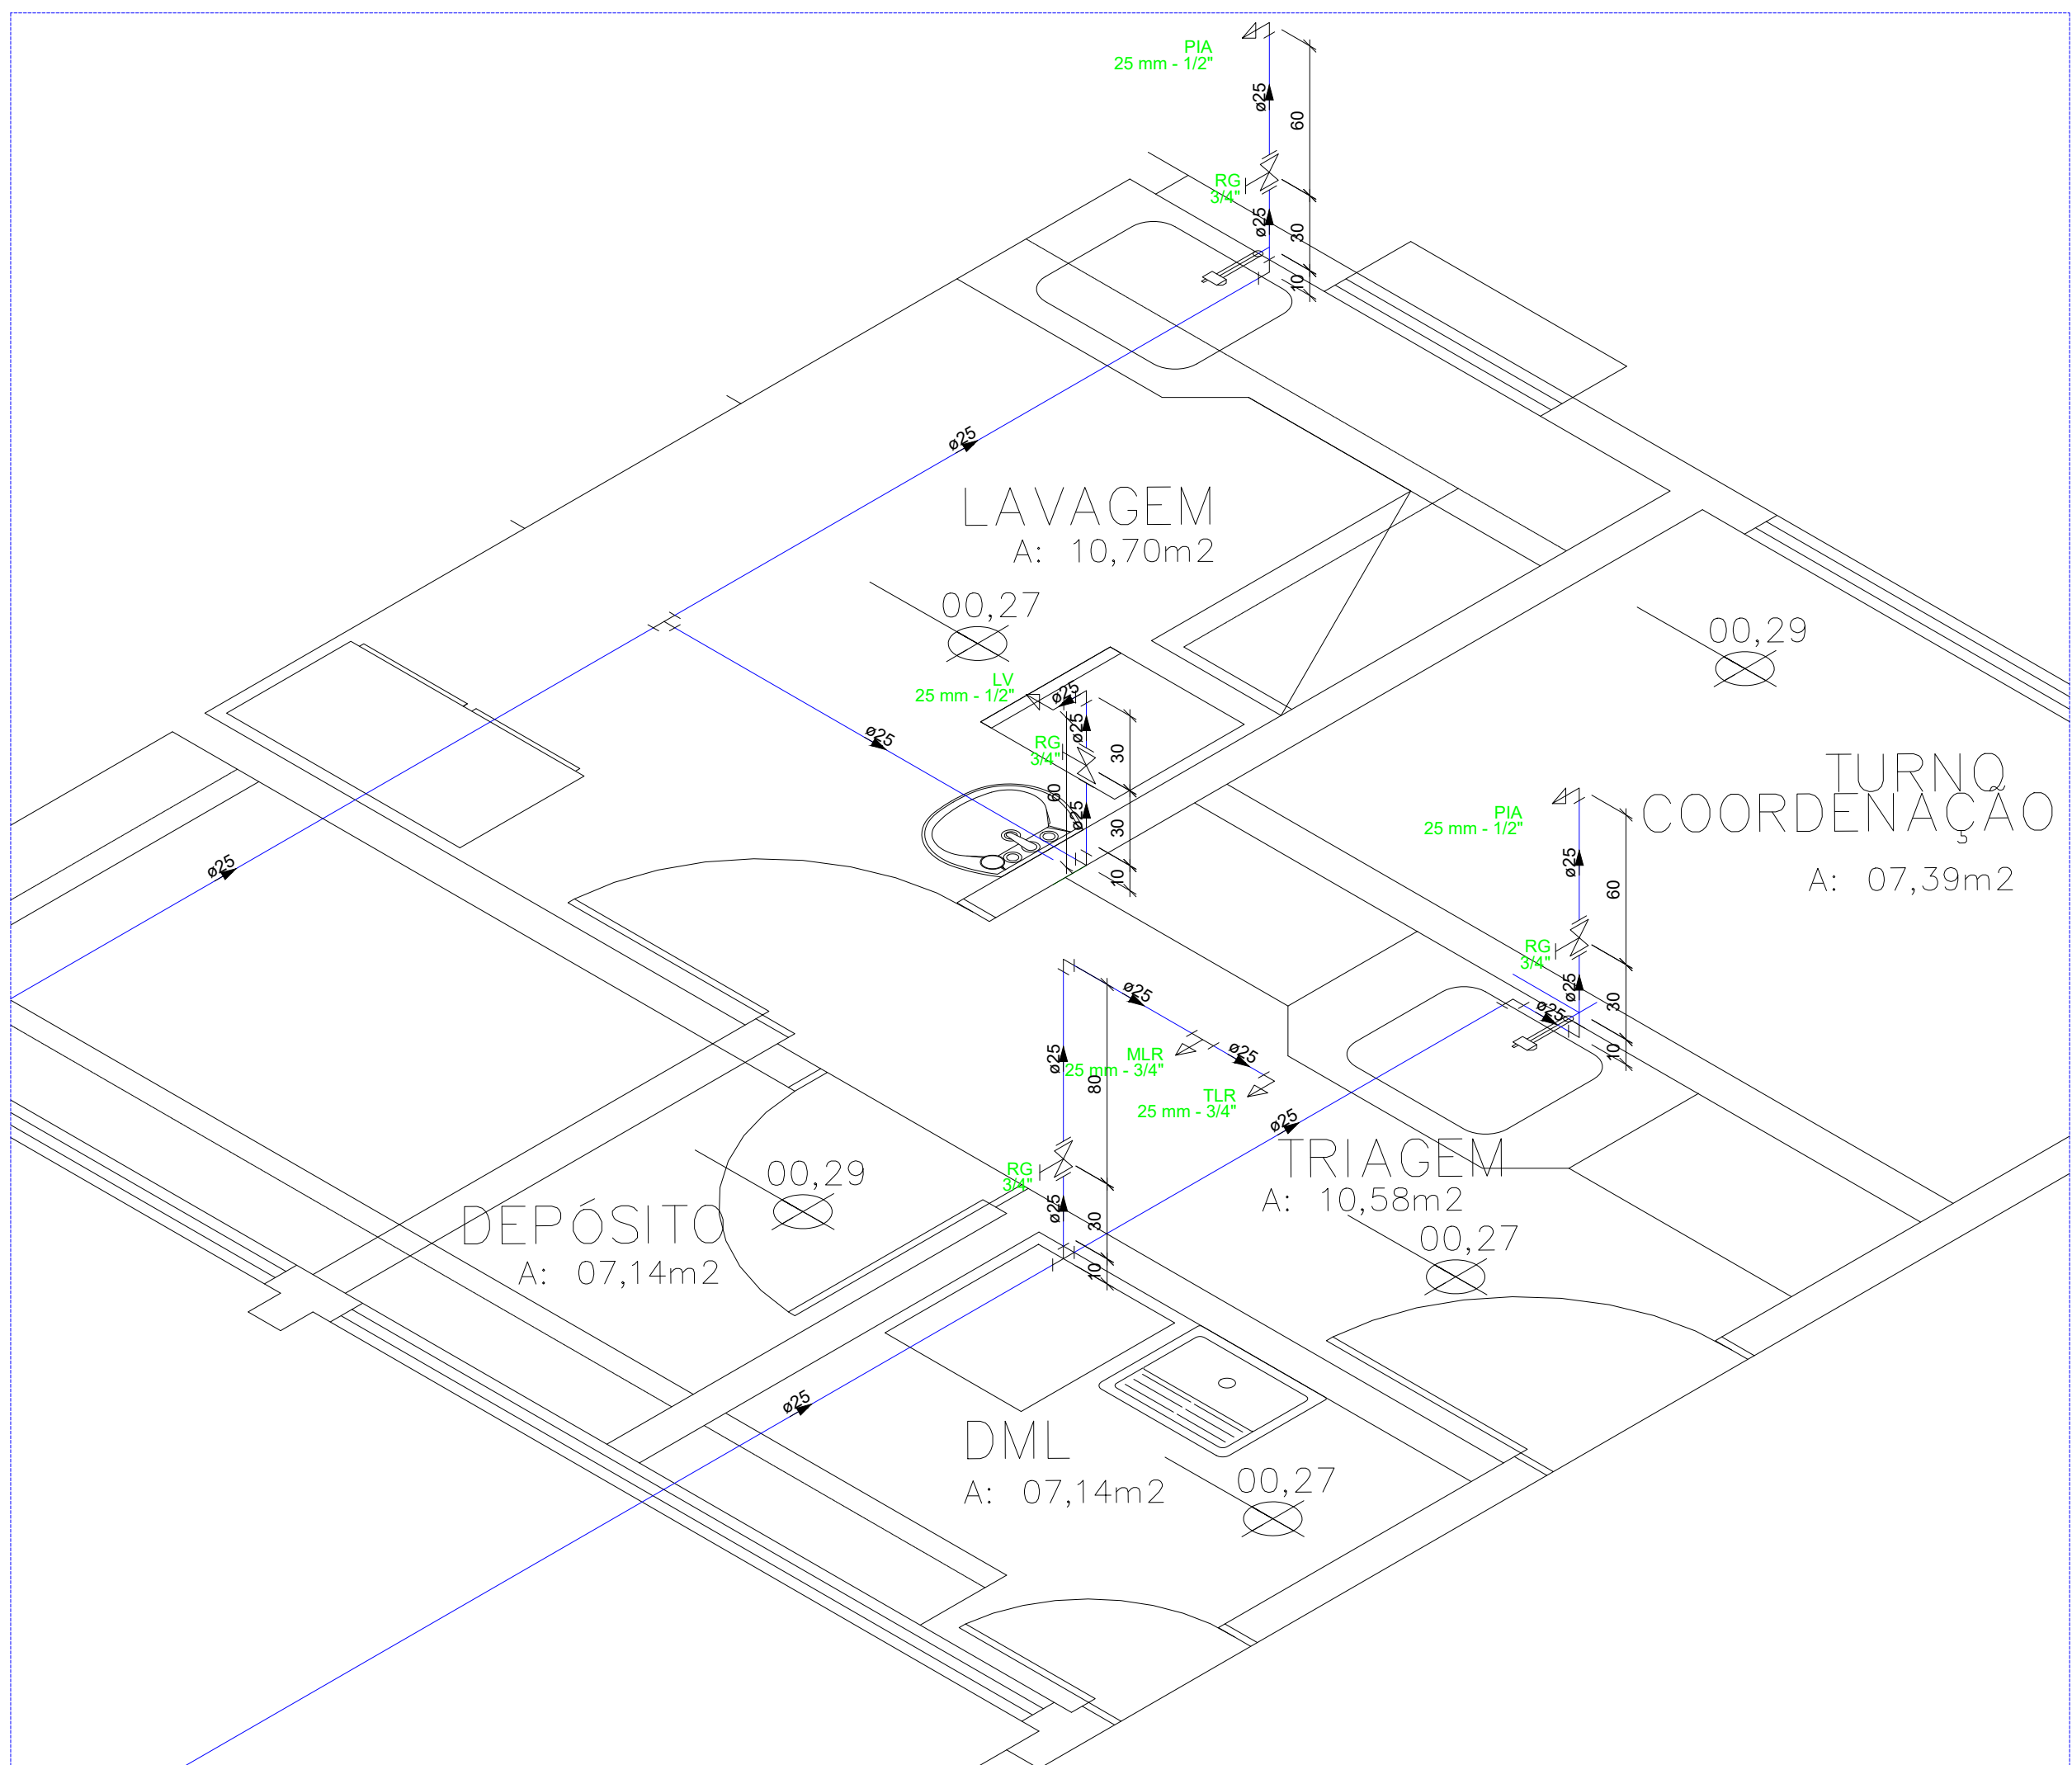 PIA
25 mm - 1/2"
ø25
60
RG
3/4"
ø25
30
10
ø25
LAVAGEM
A: 10,70m2
00,27
00,29
LV
25 mm - 1/2"
ø25
ø25
ø25
RG
3/4"
30
60
ø25
30
10
TURNO
COORDENAÇÃO
A: 07,39m2
PIA
25 mm - 1/2"
ø25
60
ø25
RG
3/4"
ø25
30
ø25
10
ø25
MLR
25 mm - 3/4"
ø25
ø25
80
TLR
25 mm - 3/4"
ø25
TRIAGEM
A: 10,58m2
00,27
RG
3/4"
ø25
30
10
00,29
DEPÓSITO
A: 07,14m2
ø25
DML
A: 07,14m2
00,27